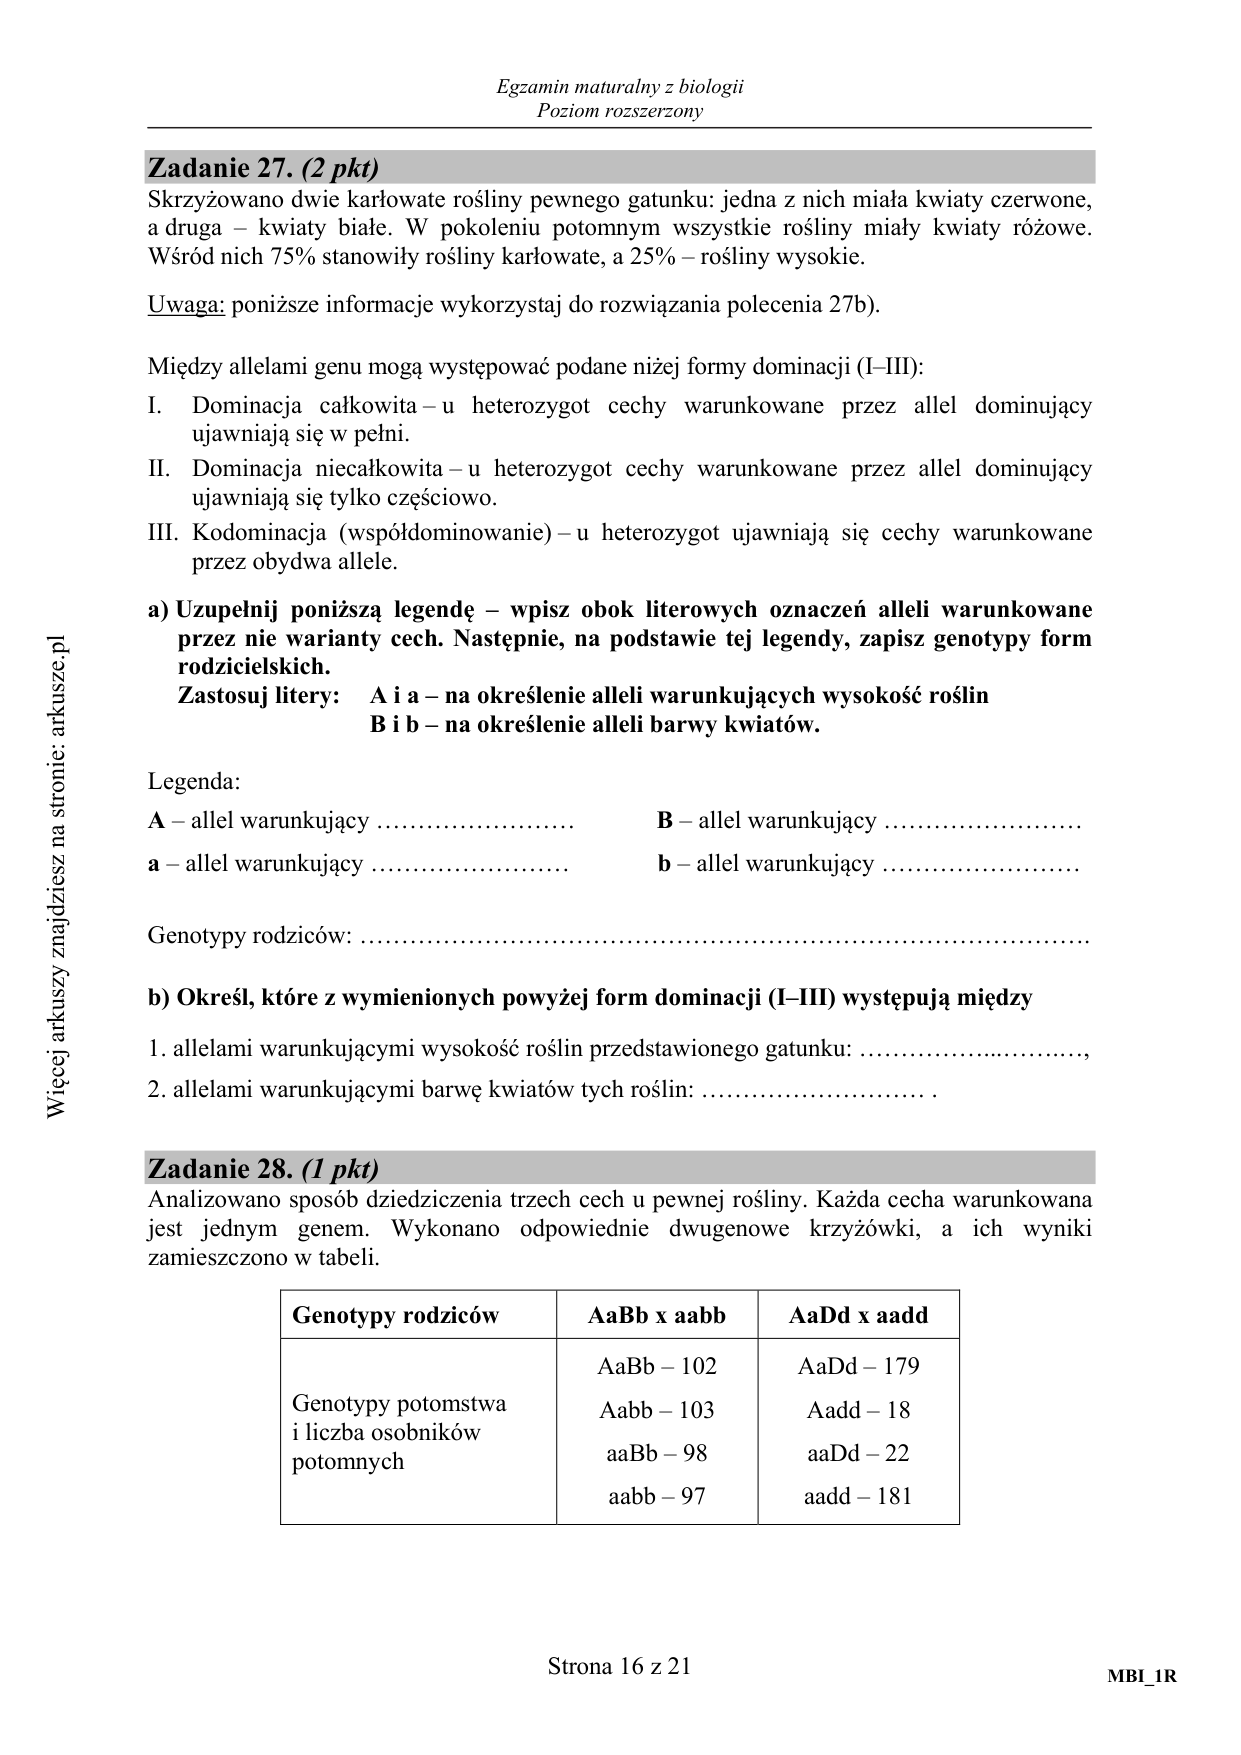 Egzamin maturalny z biologii
Poziom rozszerzony
Zadanie 27. (2 pkt)
Skrzyżowano dwie karłowate rośliny pewnego gatunku: jedna z nich miała kwiaty czerwone,
a druga – kwiaty białe. W pokoleniu potomnym wszystkie rośliny miały kwiaty różowe.
Wśród nich 75% stanowiły rośliny karłowate, a 25% – rośliny wysokie.
Uwaga: poniższe informacje wykorzystaj do rozwiązania polecenia 27b).
Między allelami genu mogą występować podane niżej formy dominacji (I–III):
I. Dominacja całkowita – u heterozygot cechy warunkowane przez allel dominujący
ujawniają się w pełni.
II. Dominacja niecałkowita – u heterozygot cechy warunkowane przez allel dominujący
ujawniają się tylko częściowo.
III. Kodominacja (współdominowanie) – u heterozygot ujawniają się cechy warunkowane
przez obydwa allele.
a) Uzupełnij poniższą legendę – wpisz obok literowych oznaczeń alleli warunkowane
przez nie warianty cech. Następnie, na podstawie tej legendy, zapisz genotypy form
rodzicielskich.
Zastosuj litery: A i a – na określenie alleli warunkujących wysokość roślin
B i b – na określenie alleli barwy kwiatów.
Legenda:
A – allel warunkujący …………………… B – allel warunkujący ……………………
a – allel warunkujący …………………… b – allel warunkujący ……………………
Genotypy rodziców: …………………………………………………………………………….
b) Określ, które z wymienionych powyżej form dominacji (I–III) występują między
1. allelami warunkującymi wysokość roślin przedstawionego gatunku: ……………...…….…,
2. allelami warunkującymi barwę kwiatów tych roślin: ……………………… .
Zadanie 28. (1 pkt)
Analizowano sposób dziedziczenia trzech cech u pewnej rośliny. Każda cecha warunkowana
jest jednym genem. Wykonano odpowiednie dwugenowe krzyżówki, a ich wyniki
zamieszczono w tabeli.
Genotypy rodziców AaBb x aabb AaDd x aadd
Genotypy potomstwa
i liczba osobników
potomnych
AaBb – 102 AaDd – 179
Aabb – 103 Aadd – 18
aaBb – 98 aaDd – 22
aabb – 97 aadd – 181
Strona 16 z 21
MBI_1R
Więcej arkuszy znajdziesz na stronie: arkusze.pl